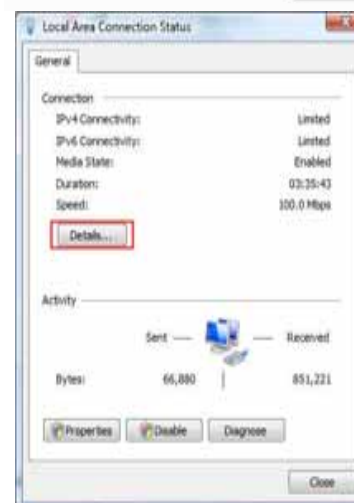 Local Area Connection Status
General
Connection
IPv4 Connectivity: Limited
IPv6 Connectivity: Limited
Media State: Enabled
Duration: 03:35:43
Speed: 100.0 Mbps
Details...
Activity
Sent Received
Bytes: 66,880 851,221
Properties Disable Diagnose
Close